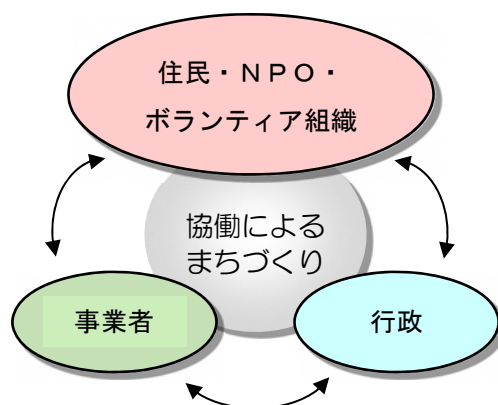 住民・ＮＰＯ・
ボランティア組織
協働による
まちづくり
事業者
行政